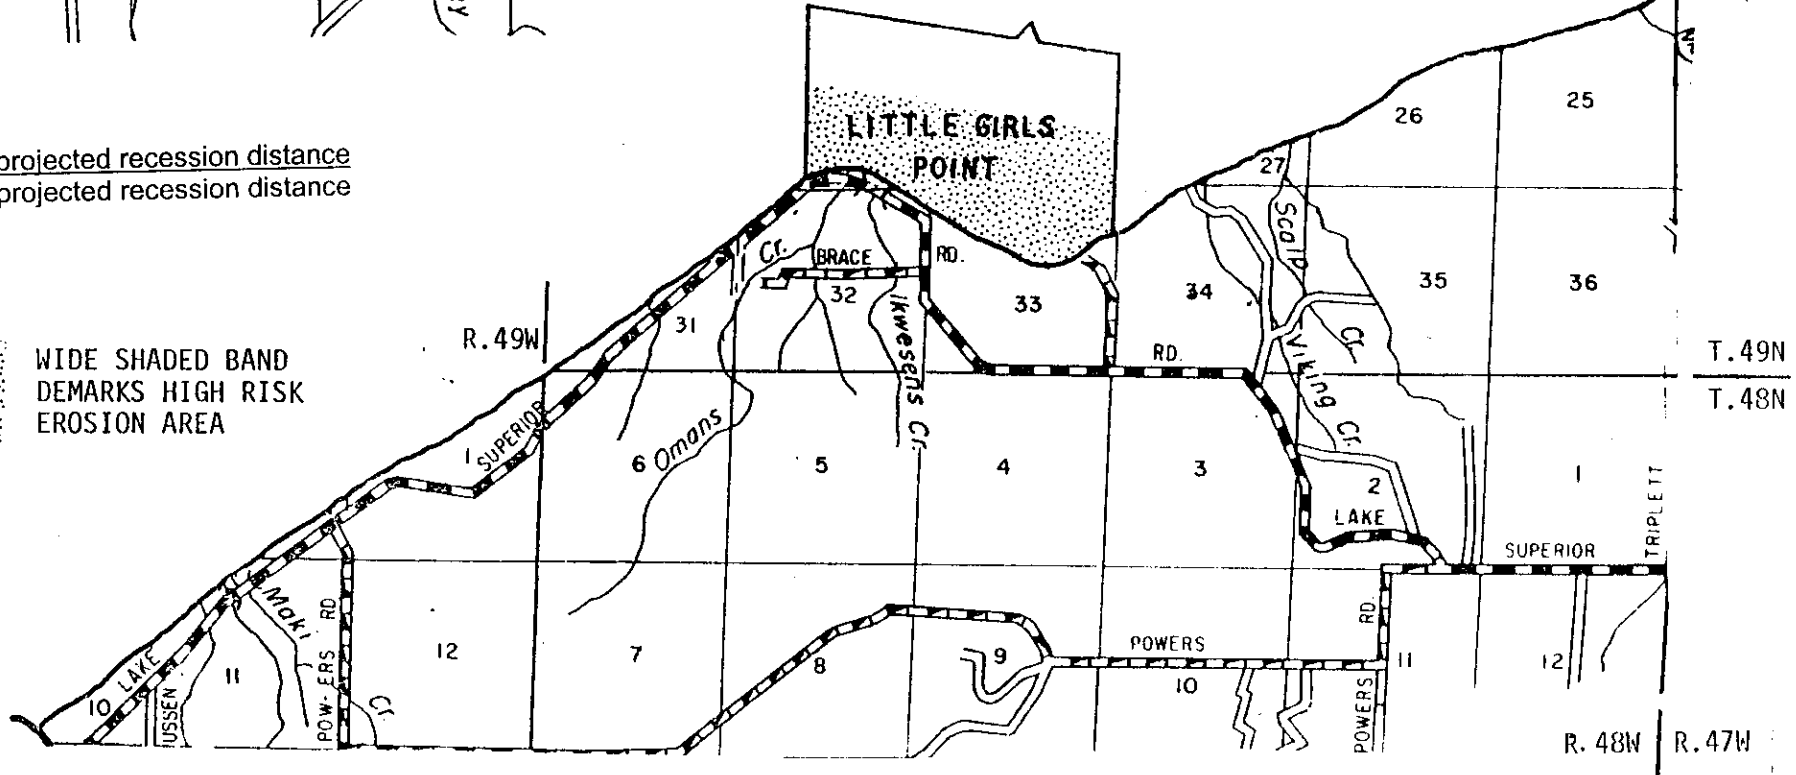 projected recession distance
projected recession distance
WIDE SHADED BAND
DEMARKS HIGH RISK
EROSION AREA
LITTLE GIRLS
POINT
25
26
27
Scalp
Cr.
BRACE
RD.
31
32
33
34
35
36
R.49W
Ikwesens Cr.
RD.
Cr.
Viking
Cr.
T.49N
T.48N
1
SUPERIOR
6
Omans
5
4
3
2
1
LAKE
SUPERIOR
TRIPLETT
Maki
RD
POW-ERS
Cr.
12
7
8
9
POWERS
RD.
10
11
12
POWERS
10
LAKE
11
USSEN
R.48W
R.47W